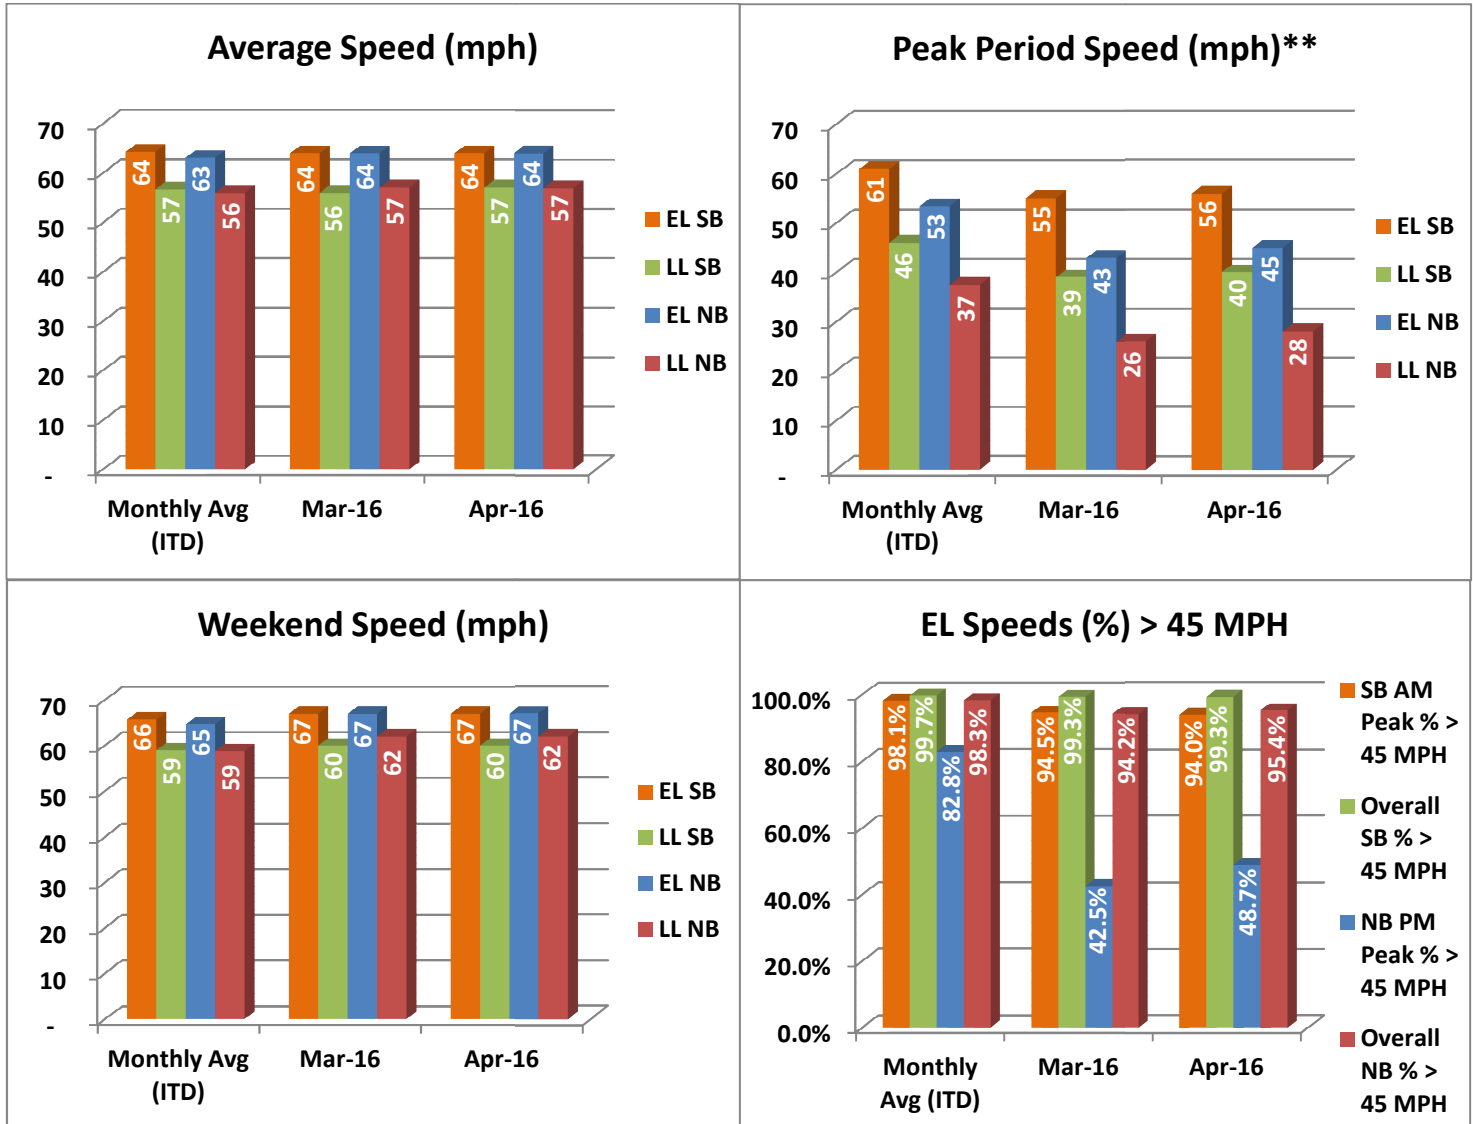 Average Speed (mph)
70
60
50
40
30
20
10
-
64
57
63
56
64
56
64
57
64
57
64
57
Monthly Avg
(ITD)
Mar-16
Apr-16
EL SB
LL SB
EL NB
LL NB
Peak Period Speed (mph)**
70
60
50
40
30
20
10
-
61
46
53
37
55
39
43
26
56
40
45
28
Monthly Avg
(ITD)
Mar-16
Apr-16
EL SB
LL SB
EL NB
LL NB
Weekend Speed (mph)
70
60
50
40
30
20
10
-
66
59
65
59
67
60
67
62
67
60
67
62
Monthly Avg
(ITD)
Mar-16
Apr-16
EL SB
LL SB
EL NB
LL NB
EL Speeds (%) > 45 MPH
100.0%
80.0%
60.0%
40.0%
20.0%
0.0%
98.1%
99.7%
82.8%
98.3%
94.5%
99.3%
42.5%
94.2%
94.0%
99.3%
48.7%
95.4%
Monthly
Avg (ITD)
Mar-16
Apr-16
SB AM
Peak % >
45 MPH
Overall
SB % >
45 MPH
NB PM
Peak % >
45 MPH
Overall
NB % >
45 MPH